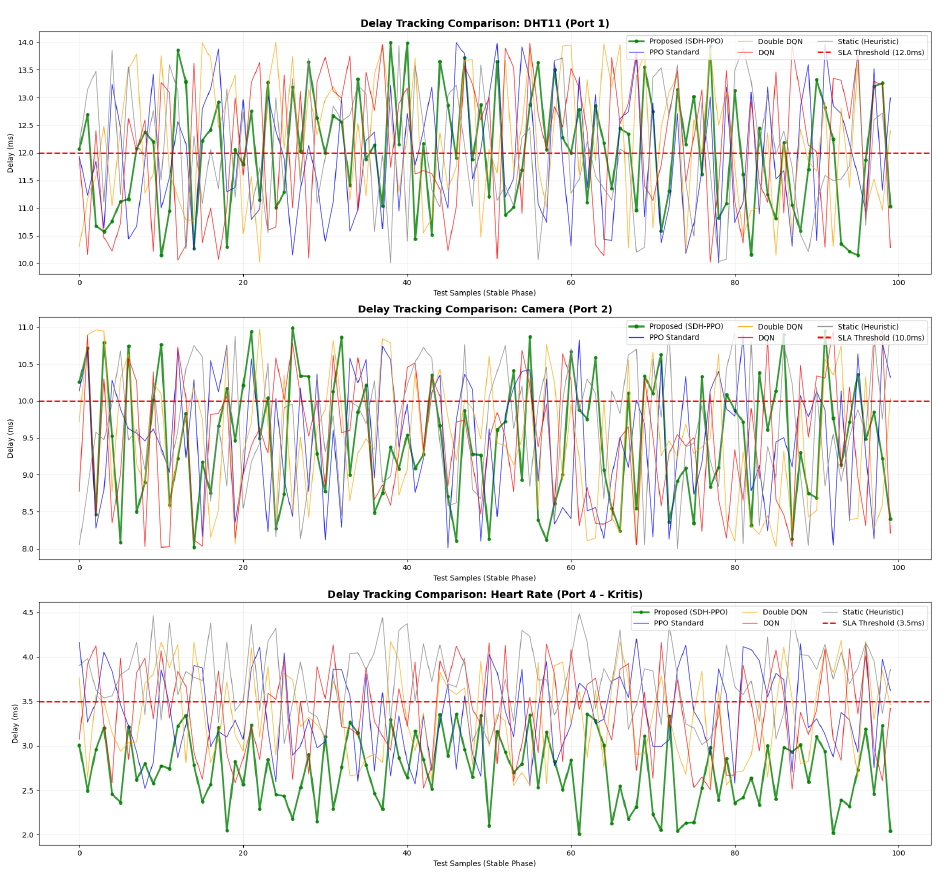 Delay Tracking Comparison: DHT11 (Port 1)
Proposed (SDH-PPO)
PPO Standard
Double DQN
DQN
Static (Heuristic)
SLA Threshold (12.0ms)
Delay (ms)
14.0
13.5
13.0
12.5
12.0
11.5
11.0
10.5
10.0
0 20 40 60 80 100
Test Samples (Stable Phase)
Delay Tracking Comparison: Camera (Port 2)
Proposed (SDH-PPO)
PPO Standard
Double DQN
DQN
Static (Heuristic)
SLA Threshold (10.0ms)
Delay (ms)
11.0
10.5
10.0
9.5
9.0
8.5
8.0
0 20 40 60 80 100
Test Samples (Stable Phase)
Delay Tracking Comparison: Heart Rate (Port 4 - Kritis)
Proposed (SDH-PPO)
PPO Standard
Double DQN
DQN
Static (Heuristic)
SLA Threshold (3.5ms)
Delay (ms)
4.5
4.0
3.5
3.0
2.5
2.0
0 20 40 60 80 100
Test Samples (Stable Phase)